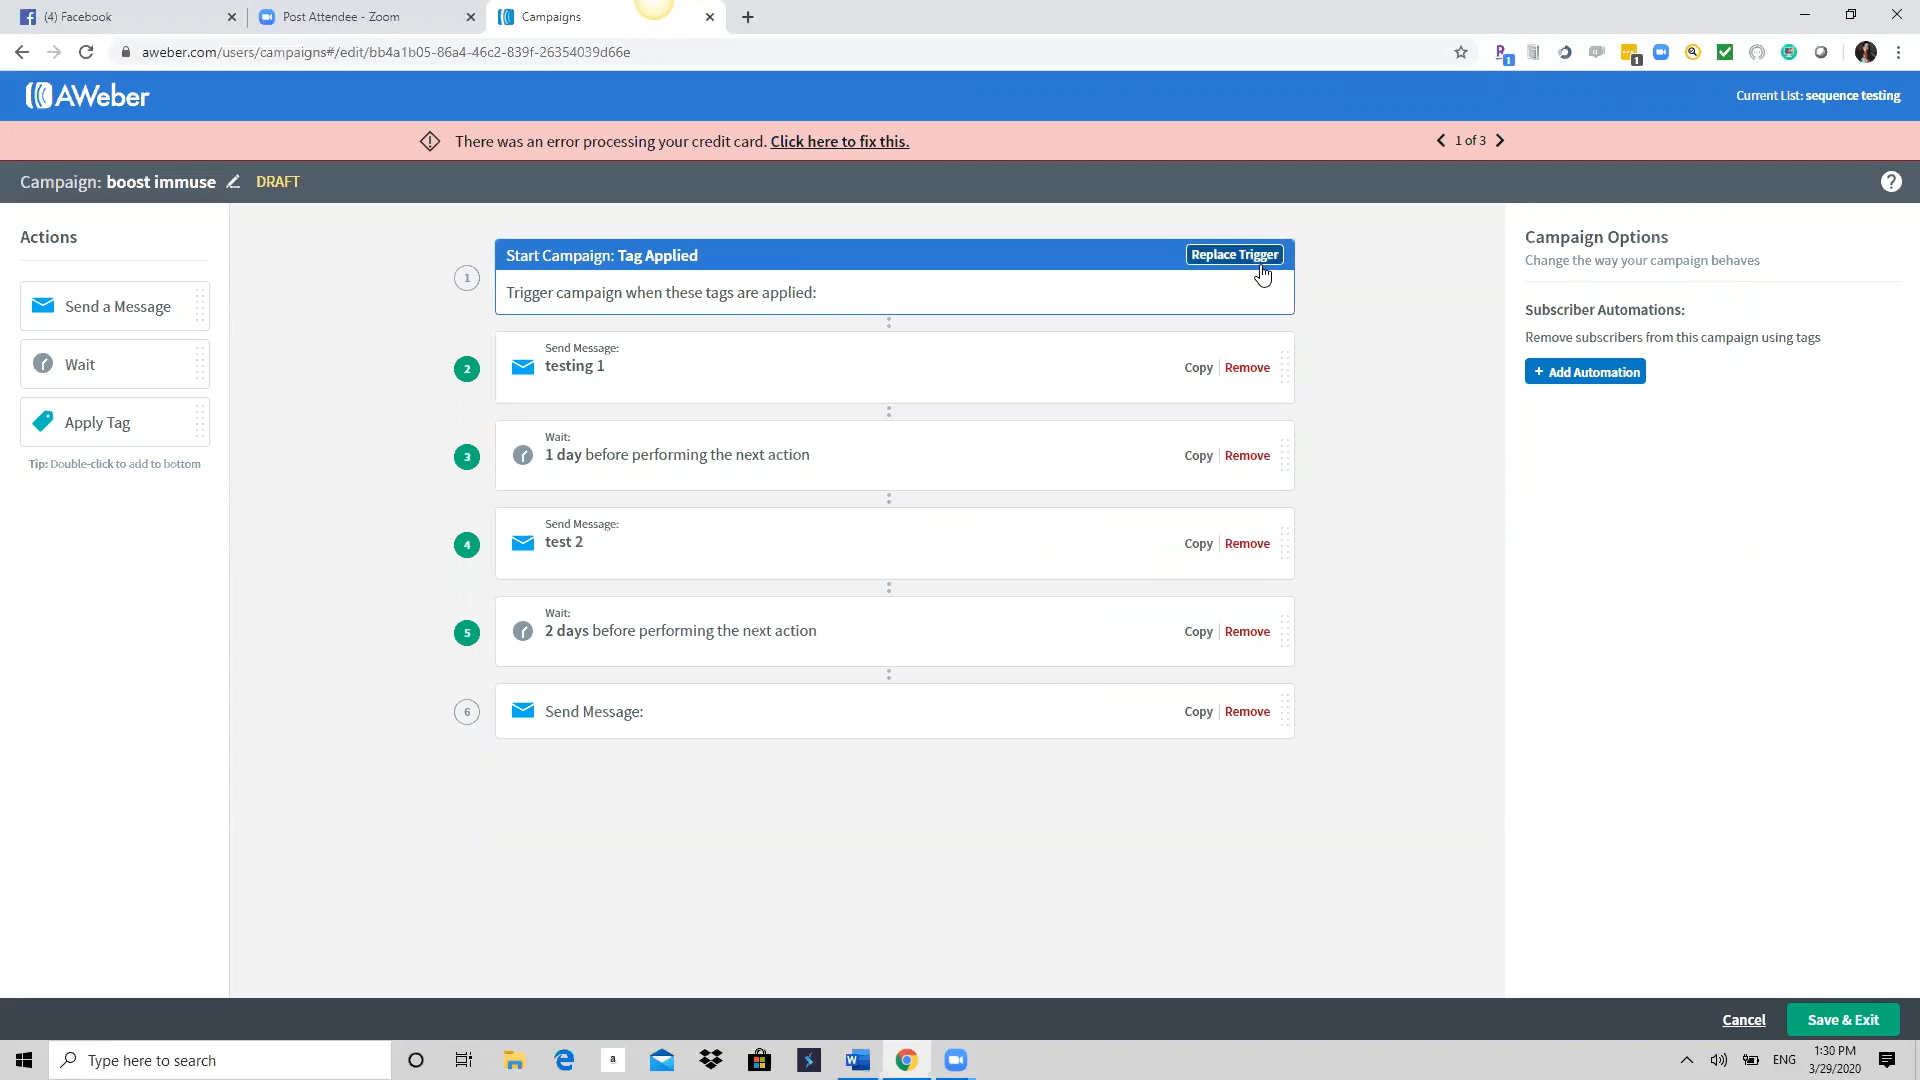 (4) Facebook
Post Attendee - Zoom
Campaigns
aweber.com/users/campaigns#/edit/bb4a1b05-86a4-46c2-839f-26354039d66e
AWeber
Current List: sequence testing
There was an error processing your credit card. Click here to fix this.
1 of 3
Campaign: boost immuse
DRAFT
?
Actions
Send a Message
Wait
Apply Tag
Tip: Double-click to add to bottom
1
Start Campaign: Tag Applied
Replace Trigger
Trigger campaign when these tags are applied:
2
Send Message:
testing 1
Copy
Remove
3
Wait:
1 day before performing the next action
Copy
Remove
4
Send Message:
test 2
Copy
Remove
5
Wait:
2 days before performing the next action
Copy
Remove
6
Send Message:
Copy
Remove
Campaign Options
Change the way your campaign behaves
Subscriber Automations:
Remove subscribers from this campaign using tags
+ Add Automation
Cancel
Save & Exit
Type here to search
ENG
1:30 PM
3/29/2020